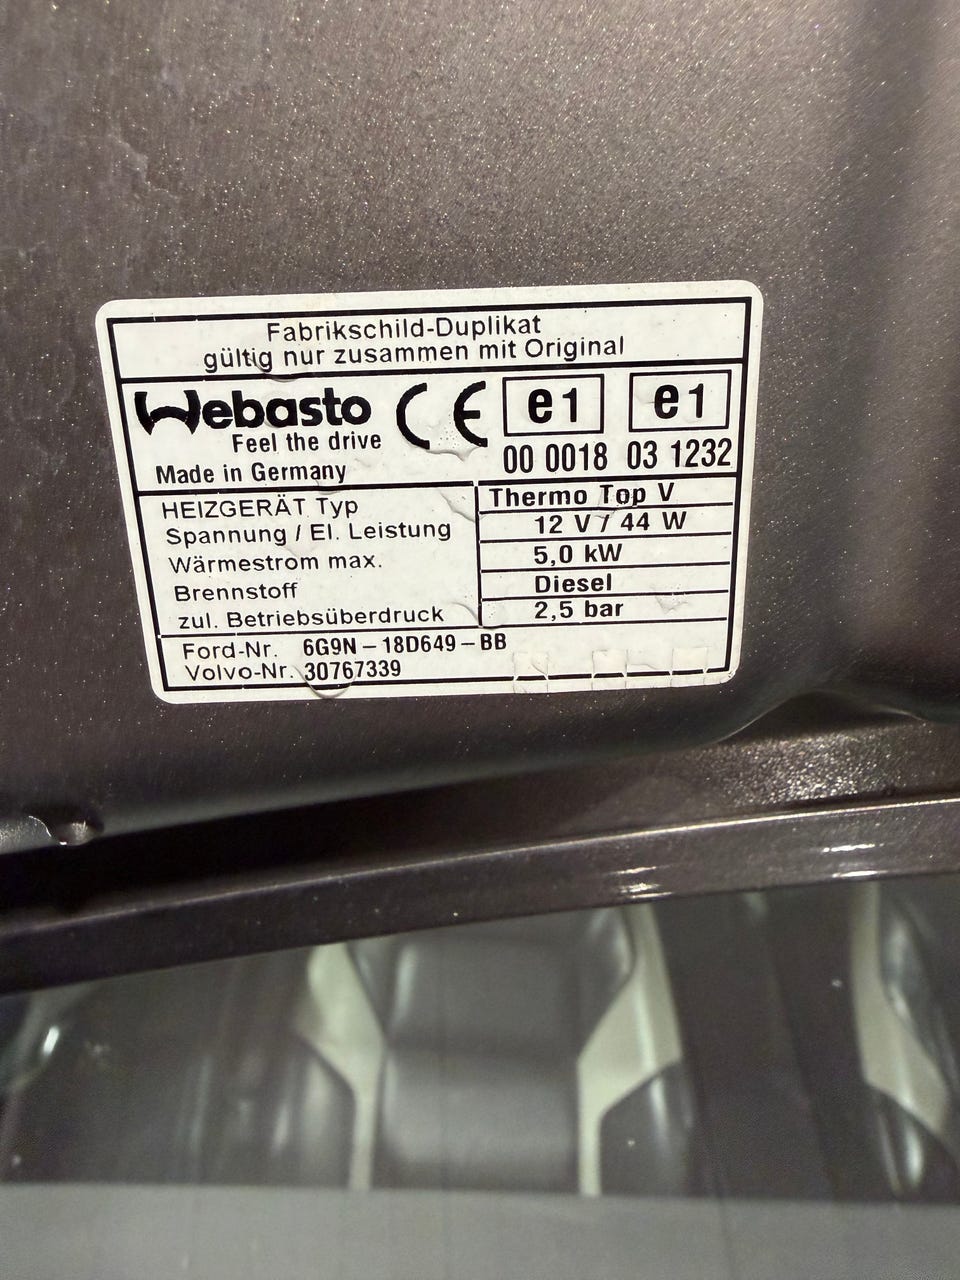 Fabrikschild-Duplikat
gültig nur zusammen mit Original
Webasto CE e1 e1
Feel the drive
Made in Germany 00 0018 03 1232
HEIZGERÄT Typ Thermo Top V
Spannung / El. Leistung 12 V / 44 W
Wärmestrom max. 5,0 kW
Brennstoff Diesel
zul. Betriebsüberdruck 2,5 bar
Ford-Nr. 6G9N – 18D649 – BB
Volvo-Nr. 30767339